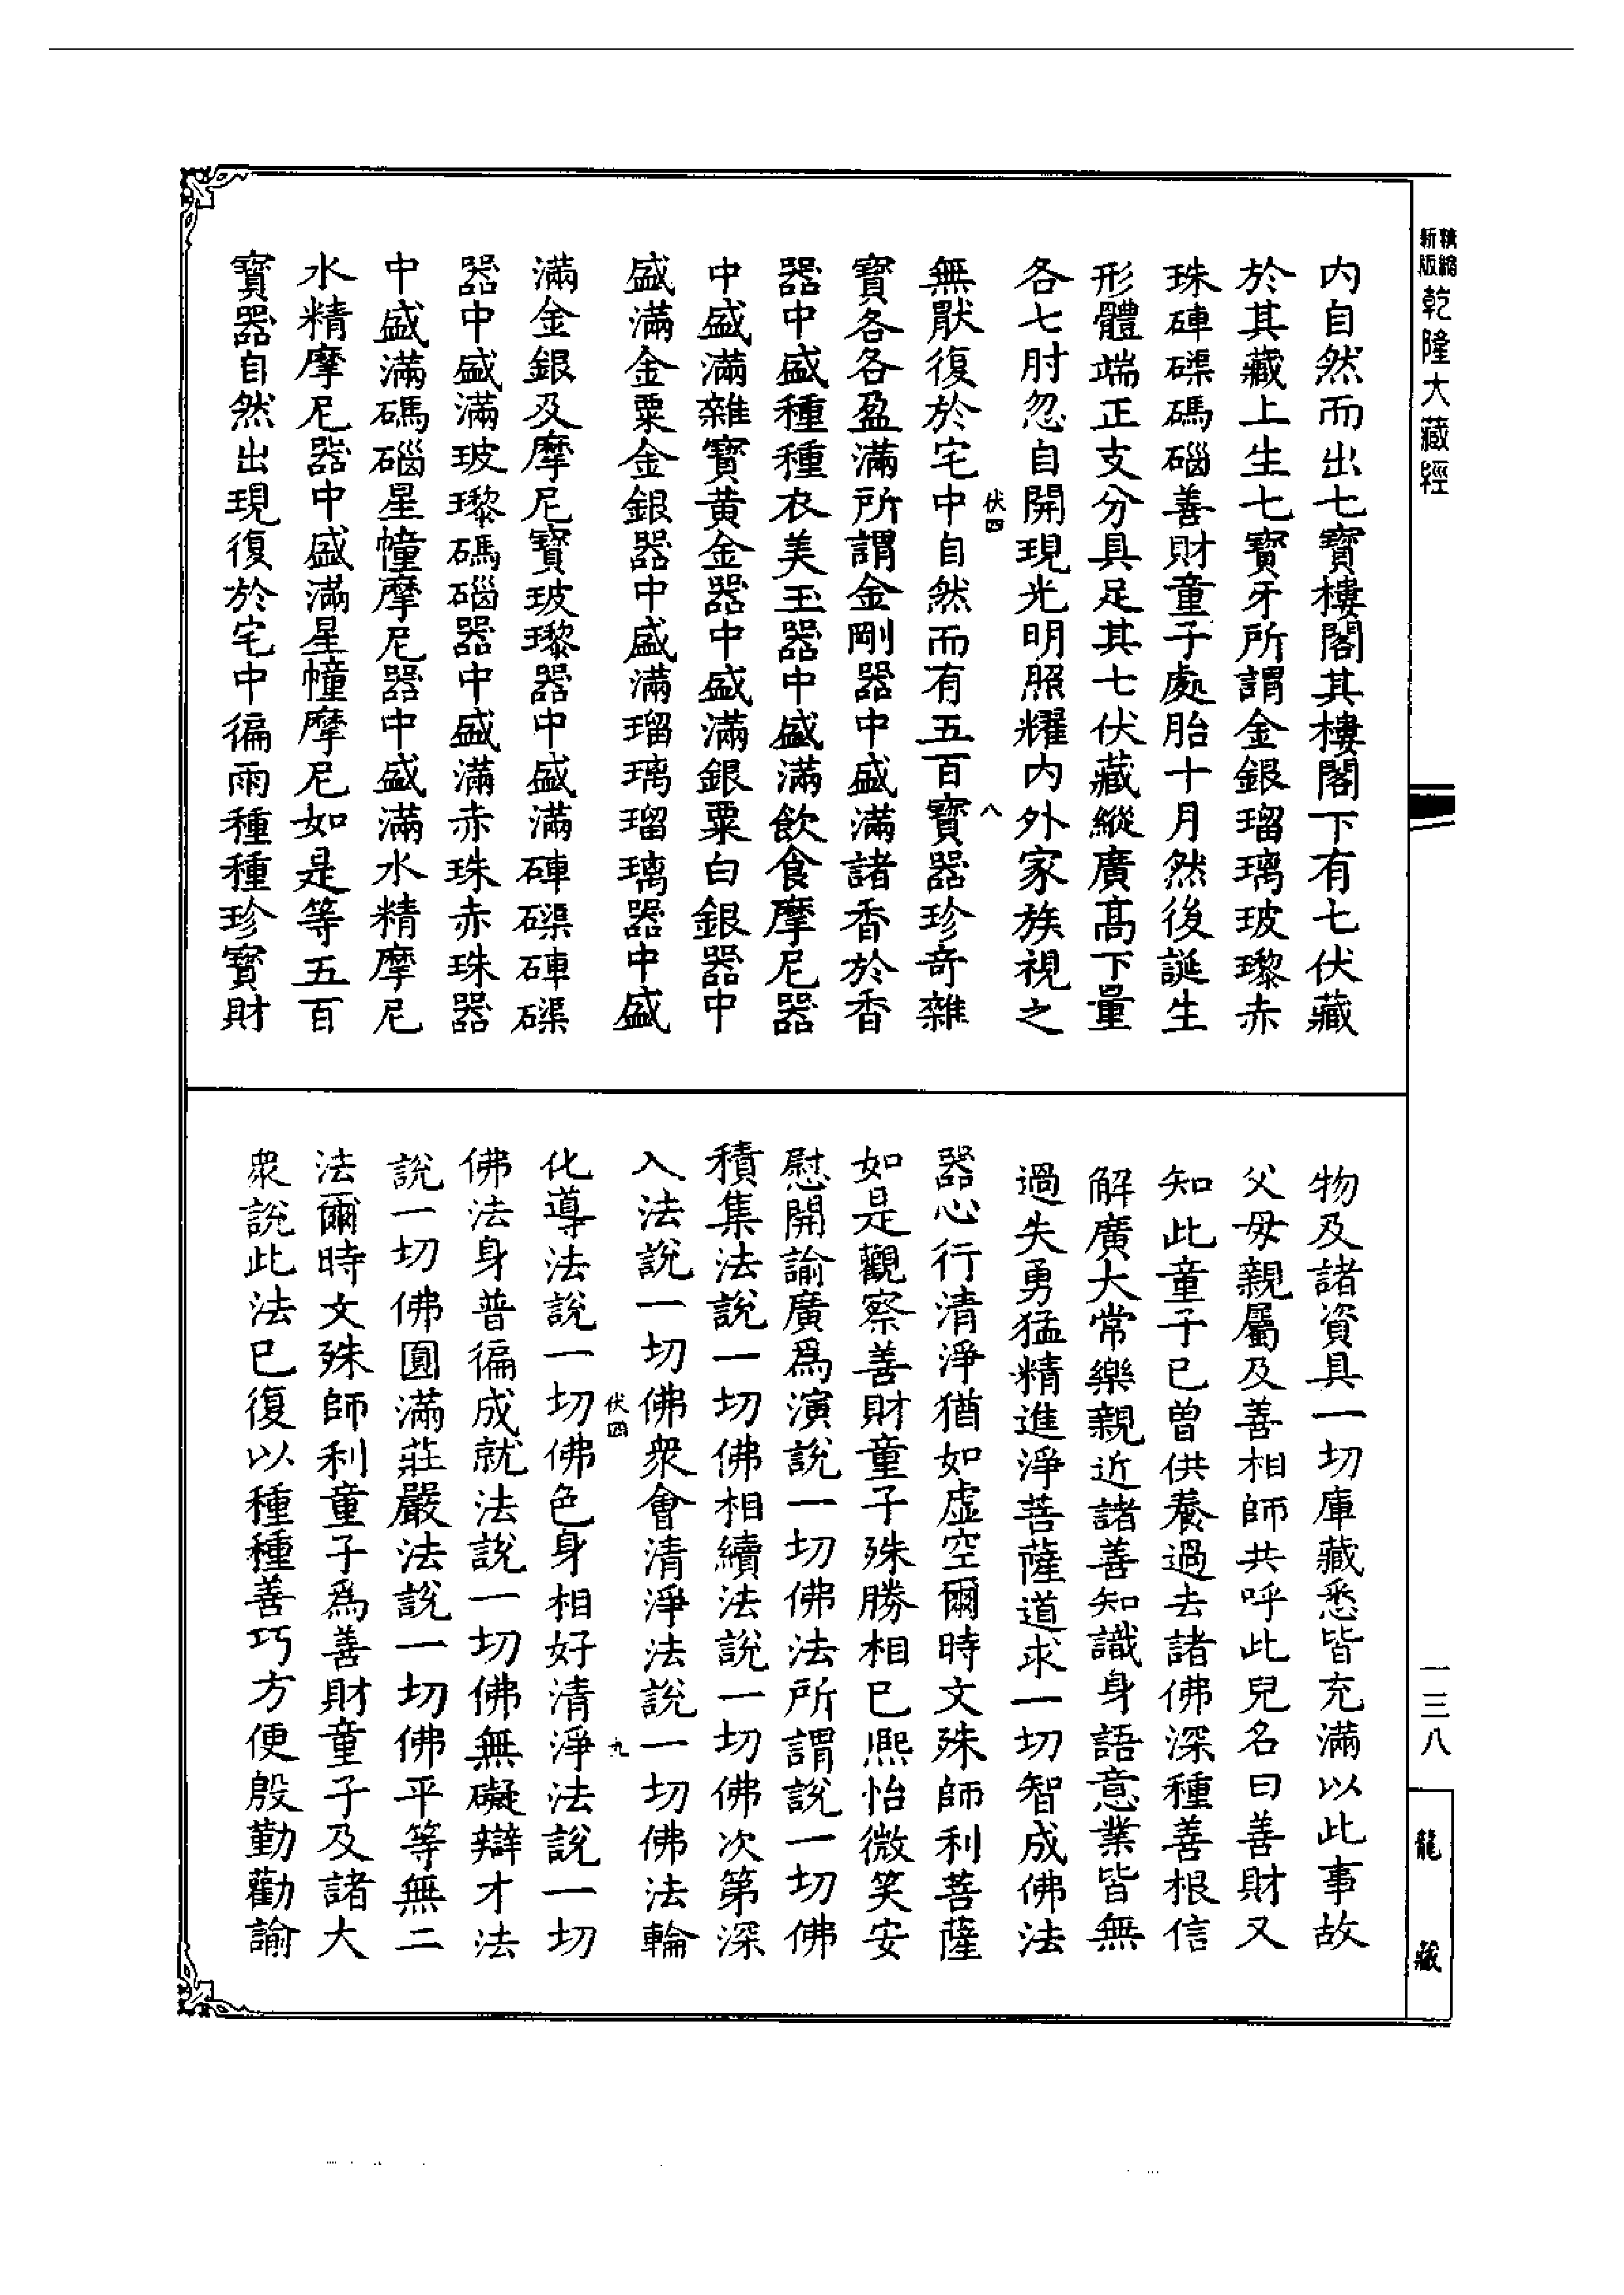 新版精縮
乾隆大藏經
内自然而出七寶樓閣其樓閣下有七伏藏
於其藏上生七寶牙所謂金銀瑠璃玻瓈赤
珠硨磲碼碯善財童子處胎十月然後誕生
形體端正支分具足其七伏藏縱廣髙下量
各七肘忽自開現光明照耀内外家族視之
伏四
八
無猒復於宅中自然而有五百寶器珍奇雜
寶各各盈滿所謂金剛器中盛滿諸香於香
器中盛種種衣美玉器中盛滿飲食摩尼器
中盛滿雜寶黄金器中盛滿銀粟白銀器中
盛滿金粟金銀器中盛滿瑠璃瑠璃器中盛
滿金銀及摩尼寶玻瓈器中盛滿硨磲硨磲
器中盛滿玻瓈碼碯器中盛滿赤珠赤珠器
中盛滿碼碯星幢摩尼器中盛滿水精摩尼
水精摩尼器中盛滿星幢摩尼如是等五百
寶器自然出現復於宅中徧雨種種珍寶財
物及諸資具一切庫藏悉皆充滿以此事故
父母親屬及善相師共呼此兒名曰善財又
知此童子已曾供養過去諸佛深種善根信
解廣大常樂親近諸善知識身語意業皆無
過失勇猛精進淨菩薩道求一切智成佛法
器心行清淨猶如虚空爾時文殊師利菩薩
如是觀察善財童子殊勝相已熈怡微笑安
慰開諭廣爲演說一切佛法所謂說一切佛
積集法說一切佛相續法說一切佛次第深
入法說一切佛衆會清淨法說一切佛法輪
伏四
九
化導法說一切佛色身相好清淨法說一切
佛法身普徧成就法說一切佛無礙辯才法
說一切佛圓滿莊嚴法說一切佛平等無二
法爾時文殊師利童子爲善財童子及諸大
衆說此法已復以種種善巧方便殷勤勸諭
一三八
龍藏